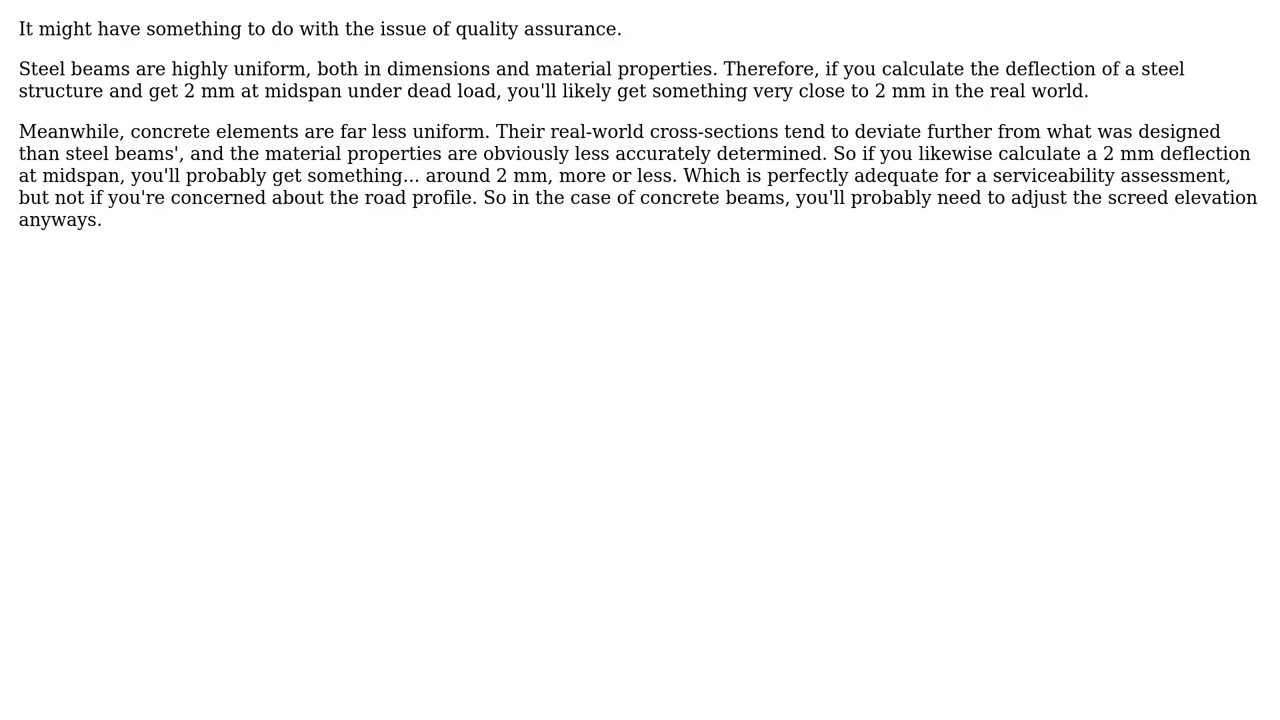 It might have something to do with the issue of quality assurance.
Steel beams are highly uniform, both in dimensions and material properties. Therefore, if you calculate the deflection of a steel
structure and get 2 mm at midspan under dead load, you'll likely get something very close to 2 mm in the real world.
Meanwhile, concrete elements are far less uniform. Their real-world cross-sections tend to deviate further from what was designed
than steel beams', and the material properties are obviously less accurately determined. So if you likewise calculate a 2 mm deflection
at midspan, you'll probably get something... around 2 mm, more or less. Which is perfectly adequate for a serviceability assessment,
but not if you're concerned about the road profile. So in the case of concrete beams, you'll probably need to adjust the screed elevation
anyways.